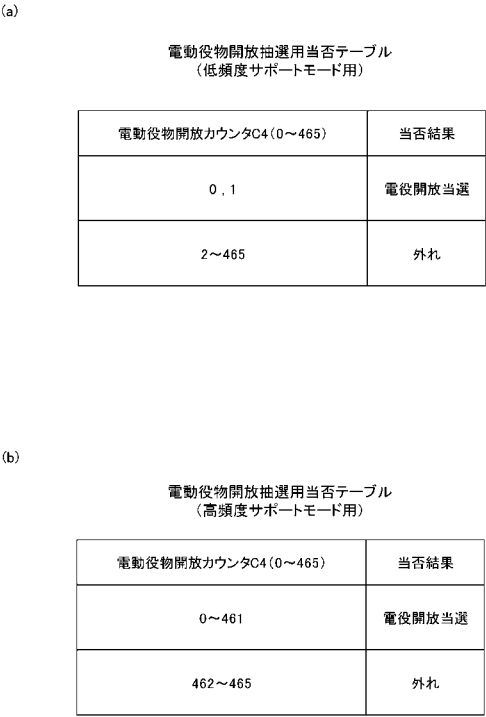 (a)
電動役物開放抽選用当否テーブル
(低頻度サポートモード用)
電動役物開放カウンタC4(0～465) 当否結果
0 , 1 電役開放当選
2～465 外れ
(b)
電動役物開放抽選用当否テーブル
(高頻度サポートモード用)
電動役物開放カウンタC4(0～465) 当否結果
0～461 電役開放当選
462～465 外れ